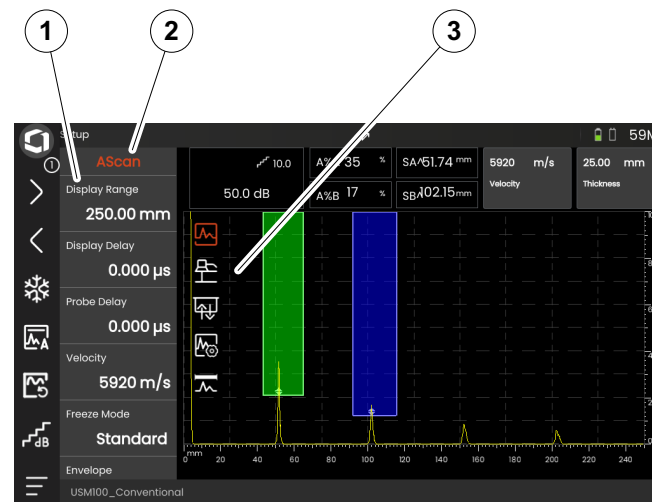 1 2 3
Setup 59M
1
AScan
Display Range
250.00 mm
Display Delay
0.000 µs
Probe Delay
0.000 µs
Velocity
5920 m/s
Freeze Mode
Standard
Envelope
10.0
50.0 dB
A% 35 %
A%B 17 %
SA 51.74 mm
SB 102.15 mm
5920 m/s
Velocity
25.00 mm
Thickness
A
dB
mm
0 20 40 60 80 100 120 140 160 180 200 220 240
USM100_Conventional